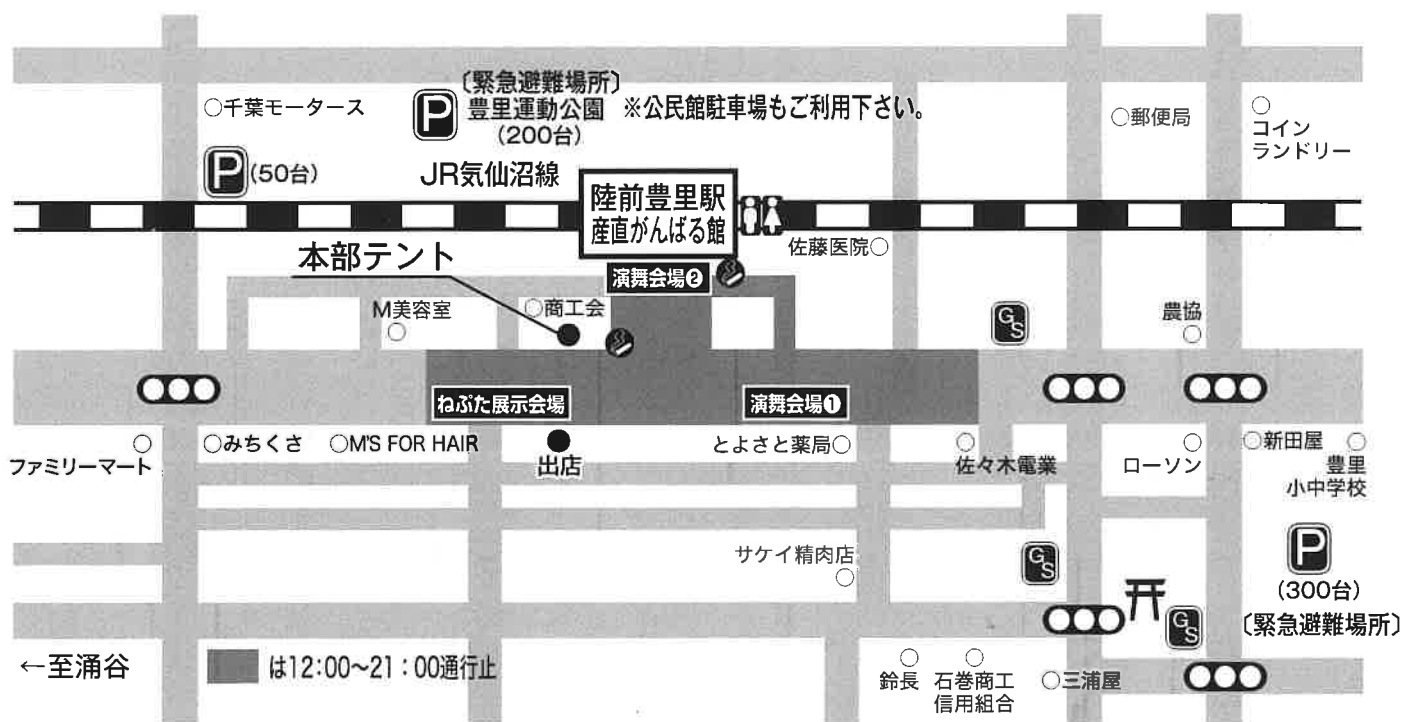 〔緊急避難場所〕
○千葉モータース
P
豊里運動公園
(200台)
※公民館駐車場もご利用下さい。
○郵便局
コイン
ランドリー
P
(50台)
JR気仙沼線
陸前豊里駅
産直がんばる館
佐藤医院○
本部テント
演舞会場❷
M美容室
○商工会
GS
農協
ねぷた展示会場
演舞会場❶
ファミリーマート
○みちくさ
○M'S FOR HAIR
出店
とよさと薬局○
佐々木電業
ローソン
○新田屋
豊里
小中学校
サケイ精肉店
GS
P
(300台)
〔緊急避難場所〕
GS
←至涌谷
は12:00〜21:00通行止
鈴長
石巻商工
信用組合
○三浦屋